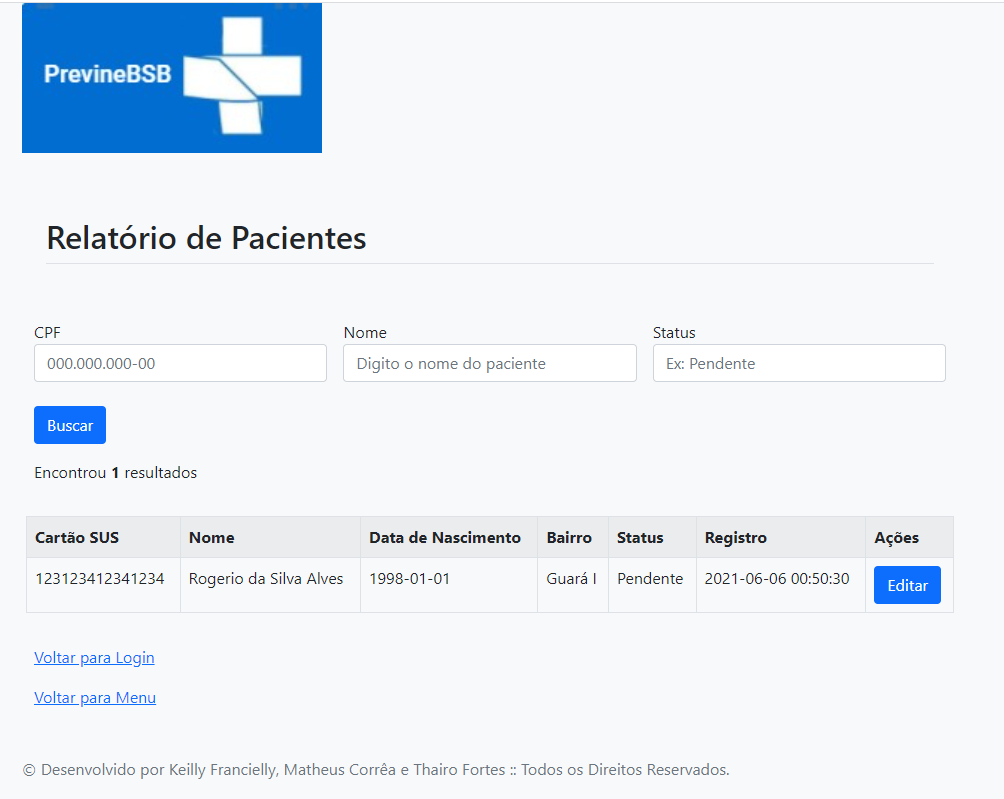 PrevineBSB
Relatório de Pacientes
CPF Nome Status
000.000.000-00 Digito o nome do paciente Ex: Pendente
Buscar
Encontrou 1 resultados
Cartão SUS Nome Data de Nascimento Bairro Status Registro Ações
123123412341234 Rogerio da Silva Alves 1998-01-01 Guará I Pendente 2021-06-06 00:50:30 Editar
Voltar para Login
Voltar para Menu
© Desenvolvido por Keilly Francielly, Matheus Corrêa e Thairo Fortes :: Todos os Direitos Reservados.